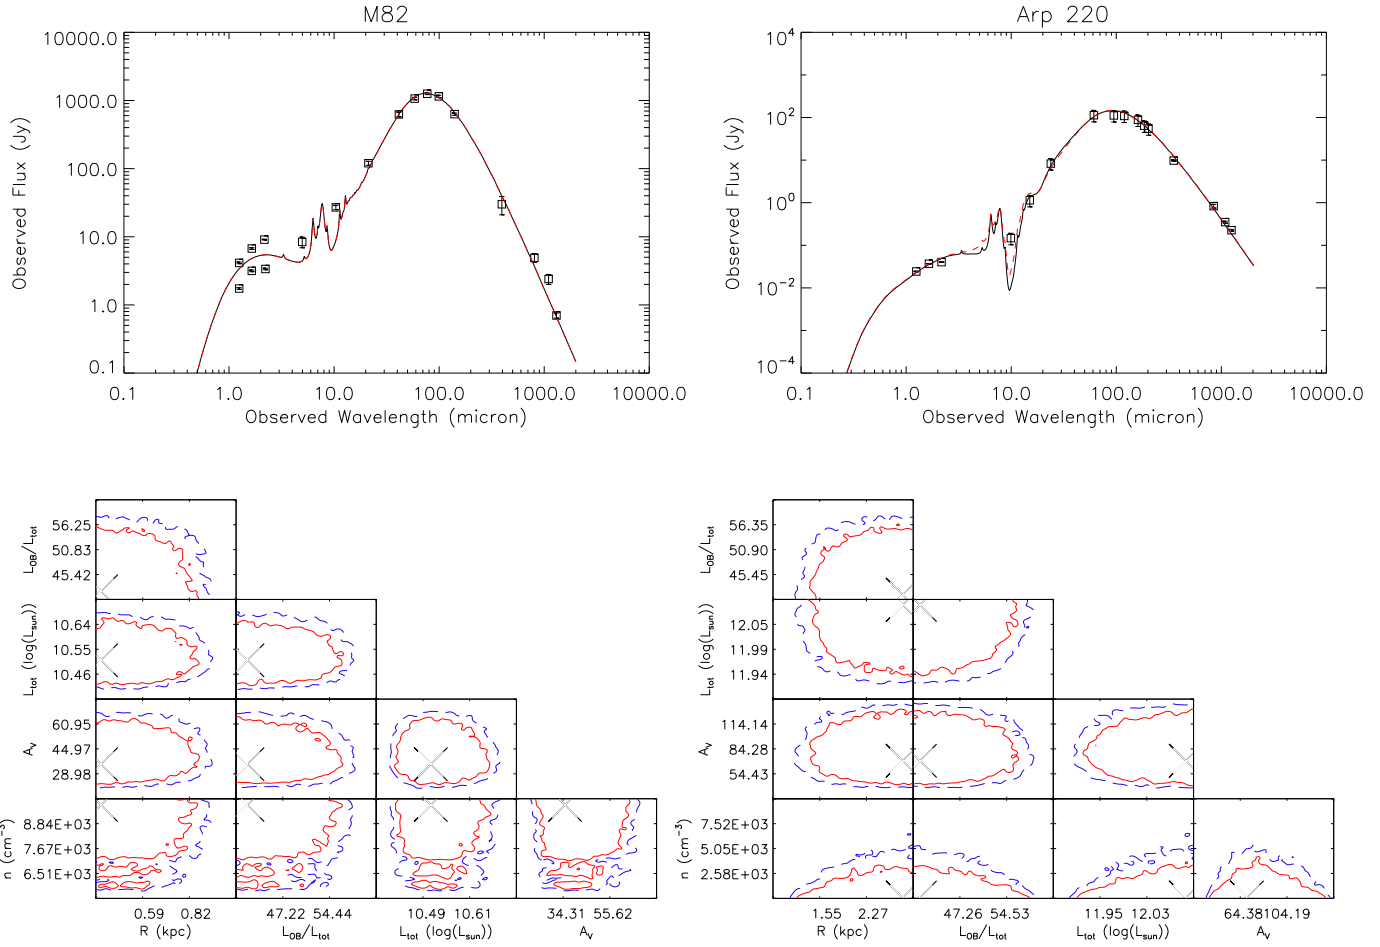 M82
Arp 220
Observed Flux (Jy)
10000.0
1000.0
100.0
10.0
1.0
0.1
0.1 1.0 10.0 100.0 1000.0 10000.0
Observed Wavelength (micron)
Observed Flux (Jy)
10^4
10^2
10^0
10^-2
10^-4
0.1 1.0 10.0 100.0 1000.0 10000.0
Observed Wavelength (micron)
L_OB/L_tot
56.25
50.83
45.42
L_tot (log(L_sun))
10.64
10.55
10.46
A_V
60.95
44.97
28.98
n (cm^-3)
8.84E+03
7.67E+03
6.51E+03
0.59 0.82 47.22 54.44 10.49 10.61 34.31 55.62
R (kpc) L_OB/L_tot L_tot (log(L_sun)) A_V
L_OB/L_tot
56.35
50.90
45.45
L_tot (log(L_sun))
12.05
11.99
11.94
A_V
114.14
84.28
54.43
n (cm^-3)
7.52E+03
5.05E+03
2.58E+03
1.55 2.27 47.26 54.53 11.95 12.03 64.38 104.19
R (kpc) L_OB/L_tot L_tot (log(L_sun)) A_V